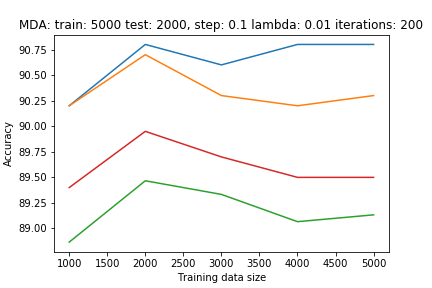 MDA: train: 5000 test: 2000, step: 0.1 lambda: 0.01 iterations: 200
90.75
90.50
90.25
90.00
89.75
89.50
89.25
89.00
Accuracy
1000 1500 2000 2500 3000 3500 4000 4500 5000
Training data size